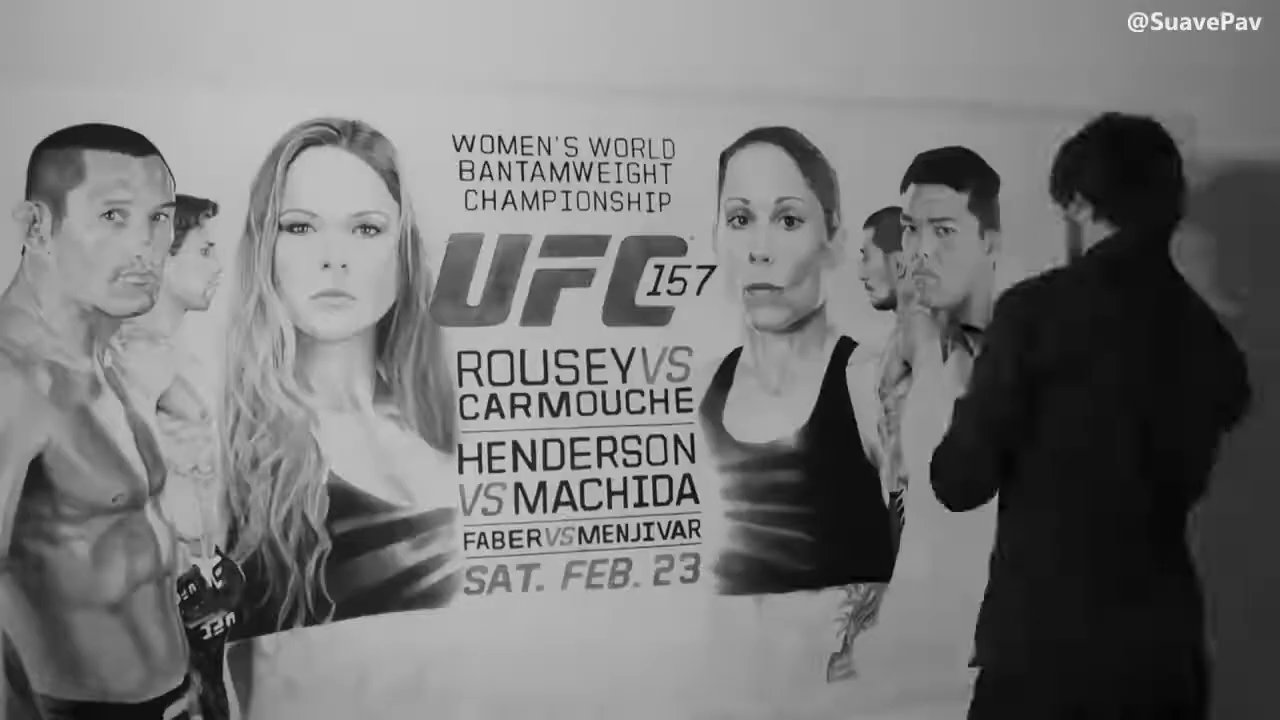 @SuavePav
WOMEN'S WORLD
BANTAMWEIGHT
CHAMPIONSHIP
UFC 157
ROUSEY VS
CARMOUCHE
HENDERSON
VS MACHIDA
FABER VS MENJIVAR
SAT. FEB. 23
UFC